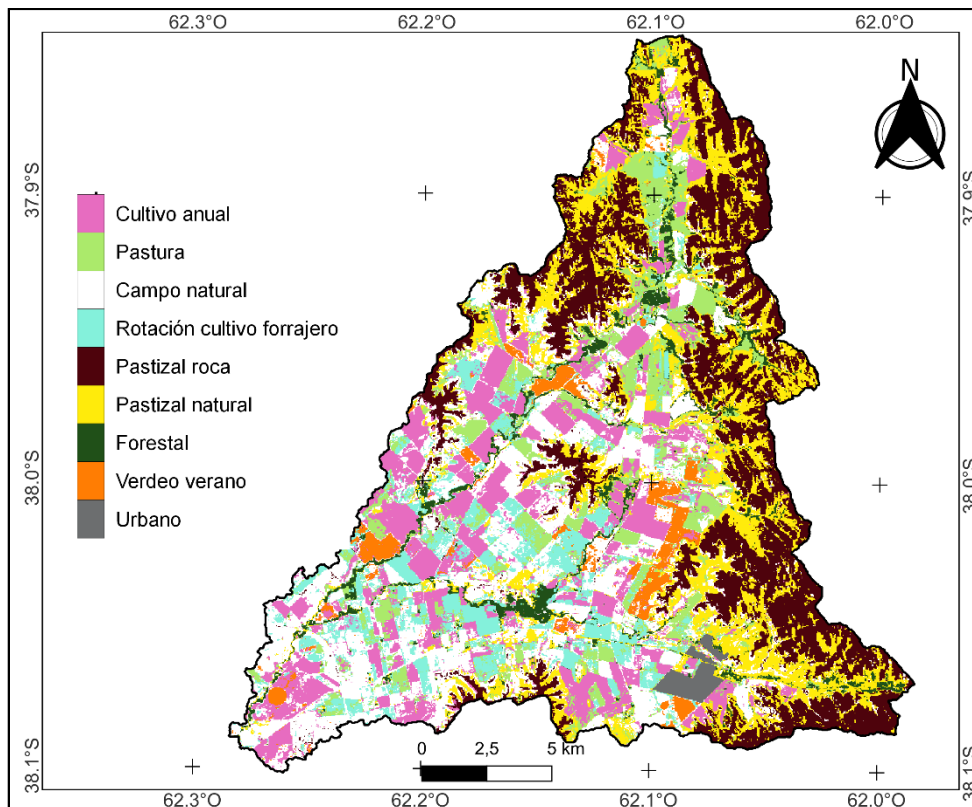 62.3°O 62.2°O 62.1°O 62.0°O
N
37.9°S 37.9°S
Cultivo anual
Pastura
Campo natural
Rotación cultivo forrajero
Pastizal roca
Pastizal natural
Forestal
Verdeo verano
Urbano
38.0°S 38.0°S
0 2,5 5 km
38.1°S 38.1°S
62.3°O 62.2°O 62.1°O 62.0°O